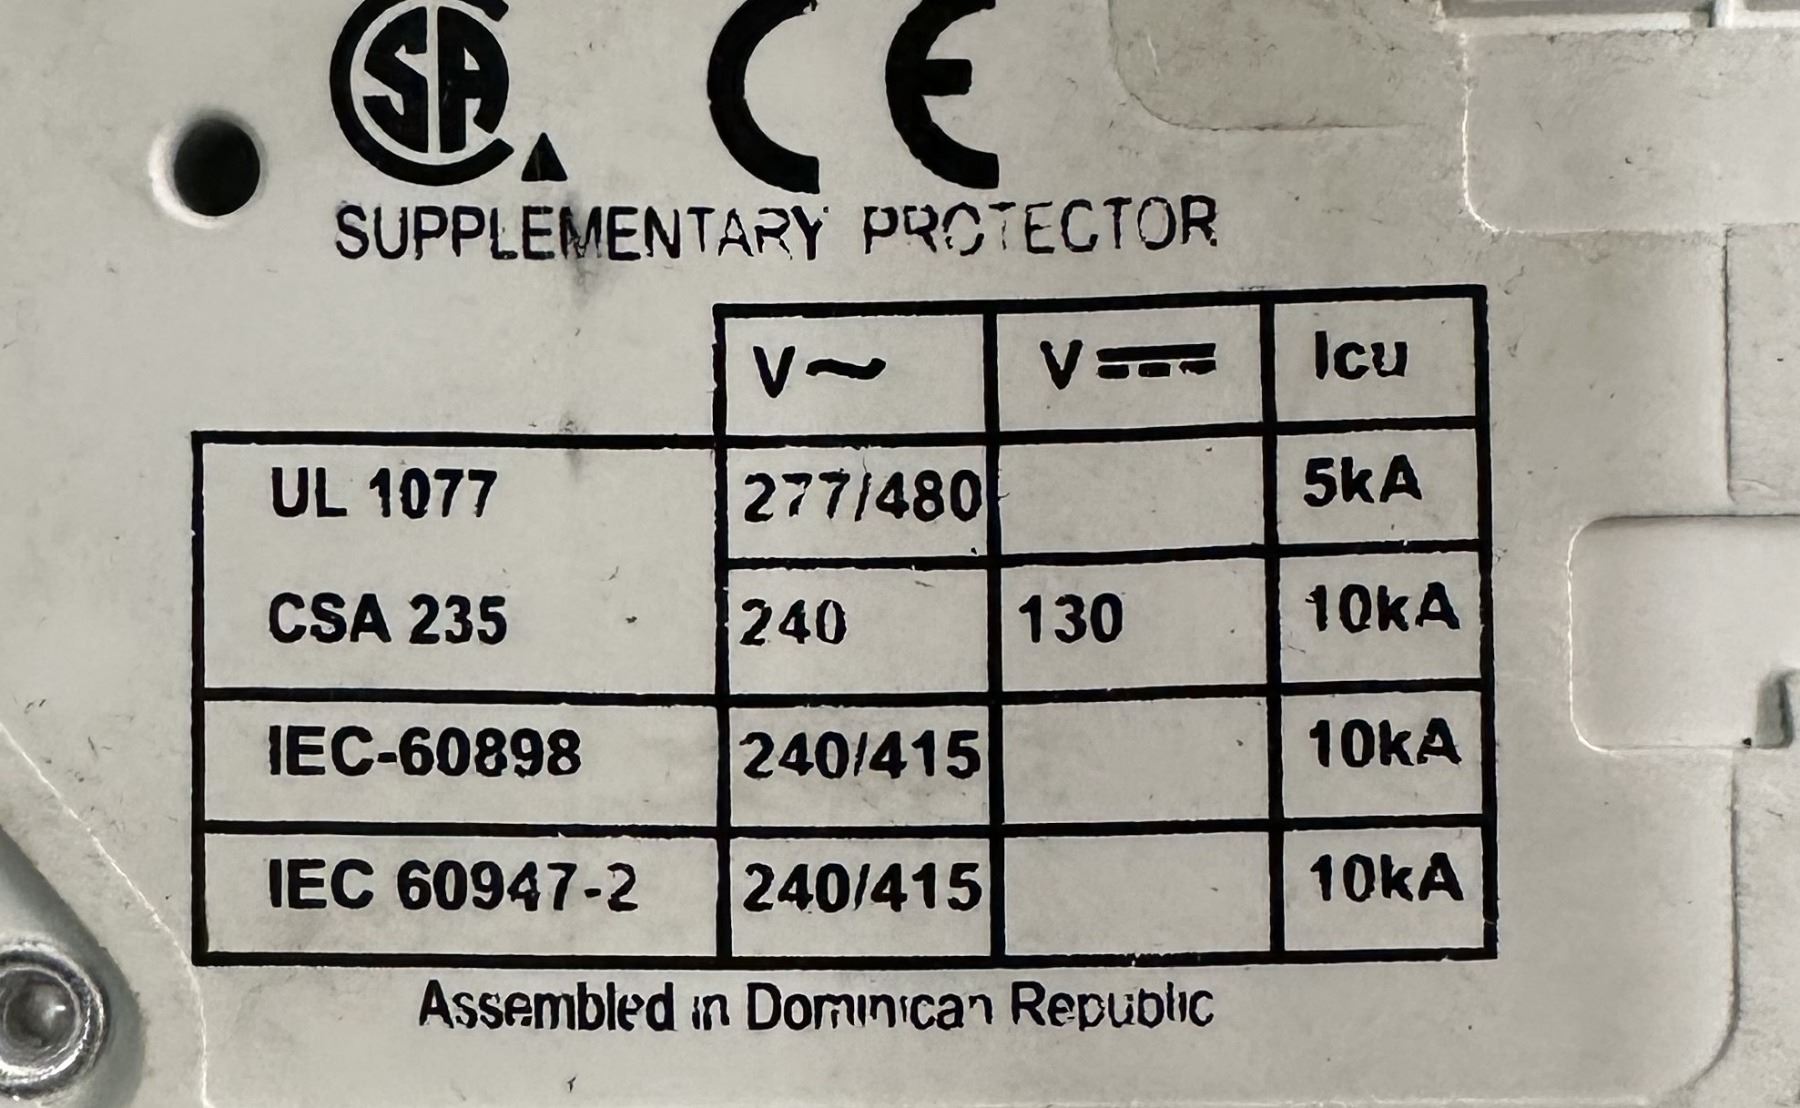 CSA CE
SUPPLEMENTARY PROTECTOR
V~ V⎓ Icu
UL 1077 277/480 5kA
CSA 235 240 130 10kA
IEC-60898 240/415 10kA
IEC 60947-2 240/415 10kA
Assembled in Dominican Republic